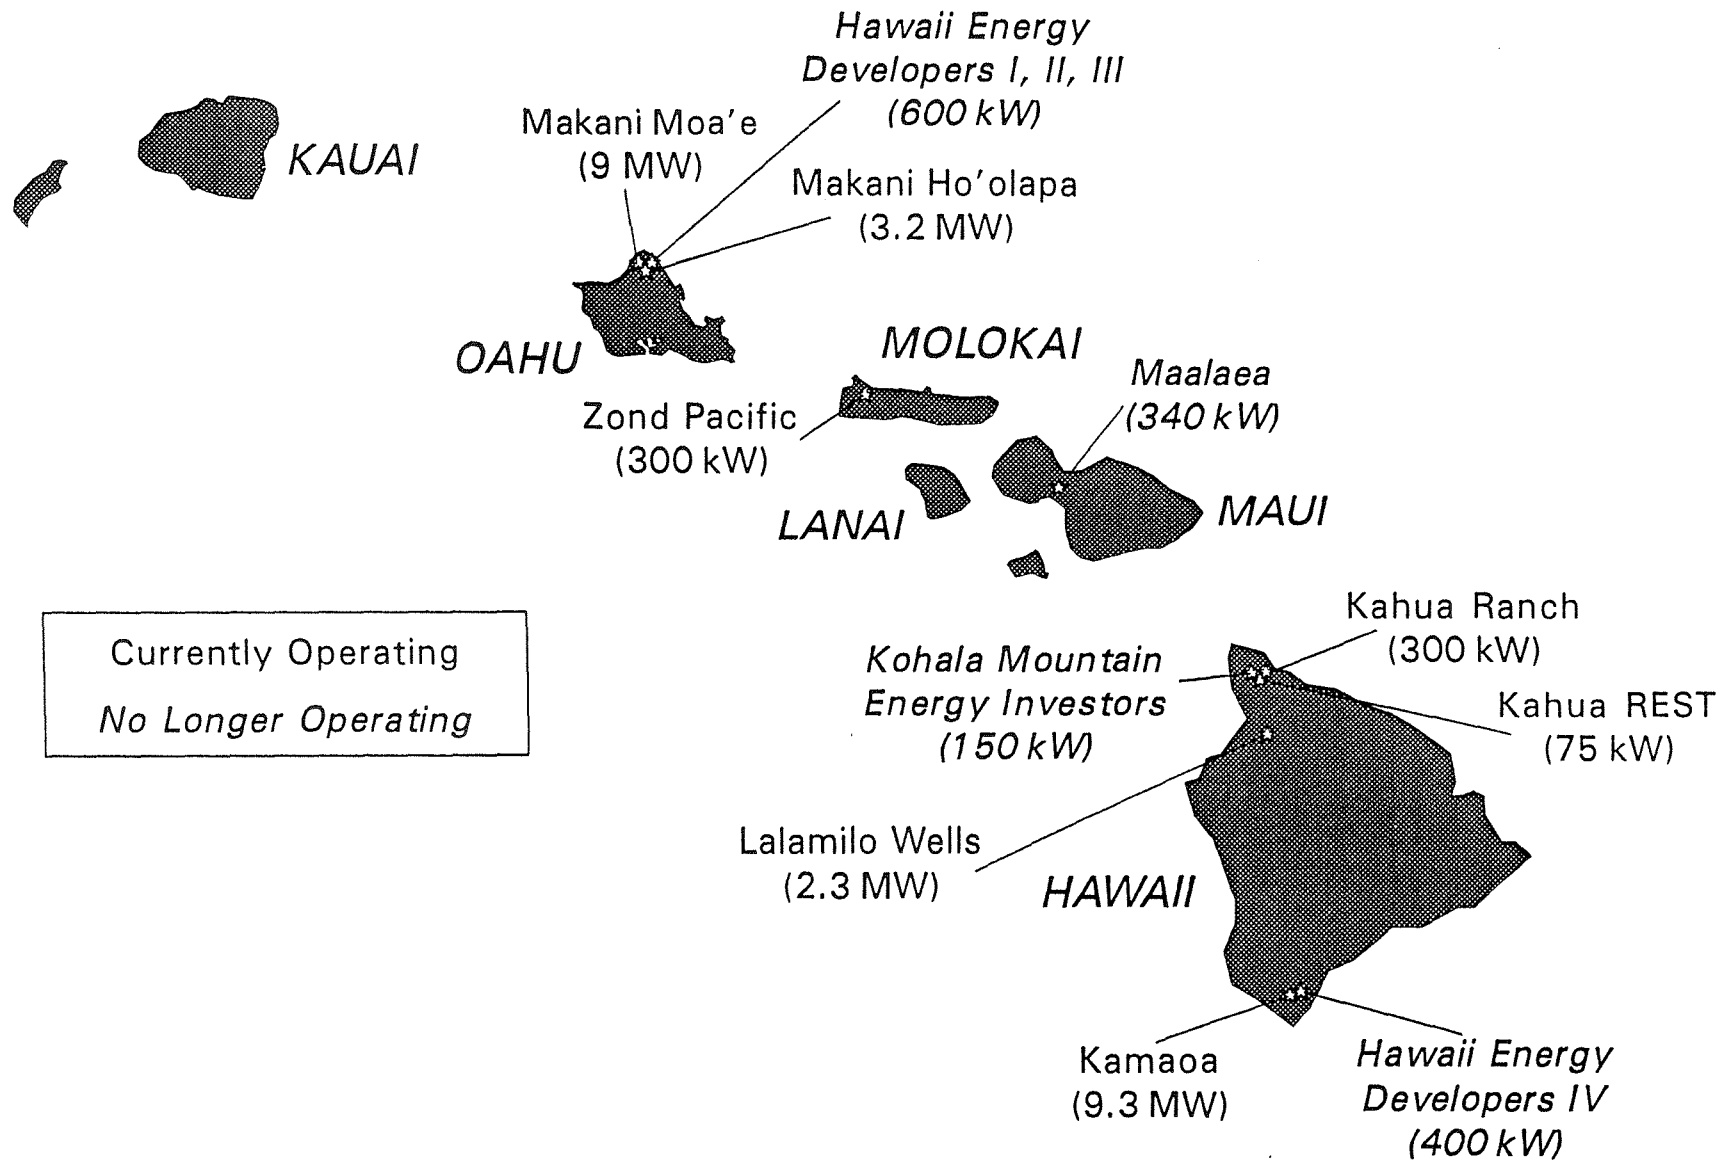 Hawaii Energy
Developers I, II, III
(600 kW)
Makani Moa'e
(9 MW)
KAUAI
Makani Ho'olapa
(3.2 MW)
OAHU
MOLOKAI
Zond Pacific
(300 kW)
Maalaea
(340 kW)
LANAI
MAUI
Currently Operating
No Longer Operating
Kahua Ranch
(300 kW)
Kohala Mountain
Energy Investors
(150 kW)
Kahua REST
(75 kW)
Lalamilo Wells
(2.3 MW)
HAWAII
Kamaoa
(9.3 MW)
Hawaii Energy
Developers IV
(400 kW)